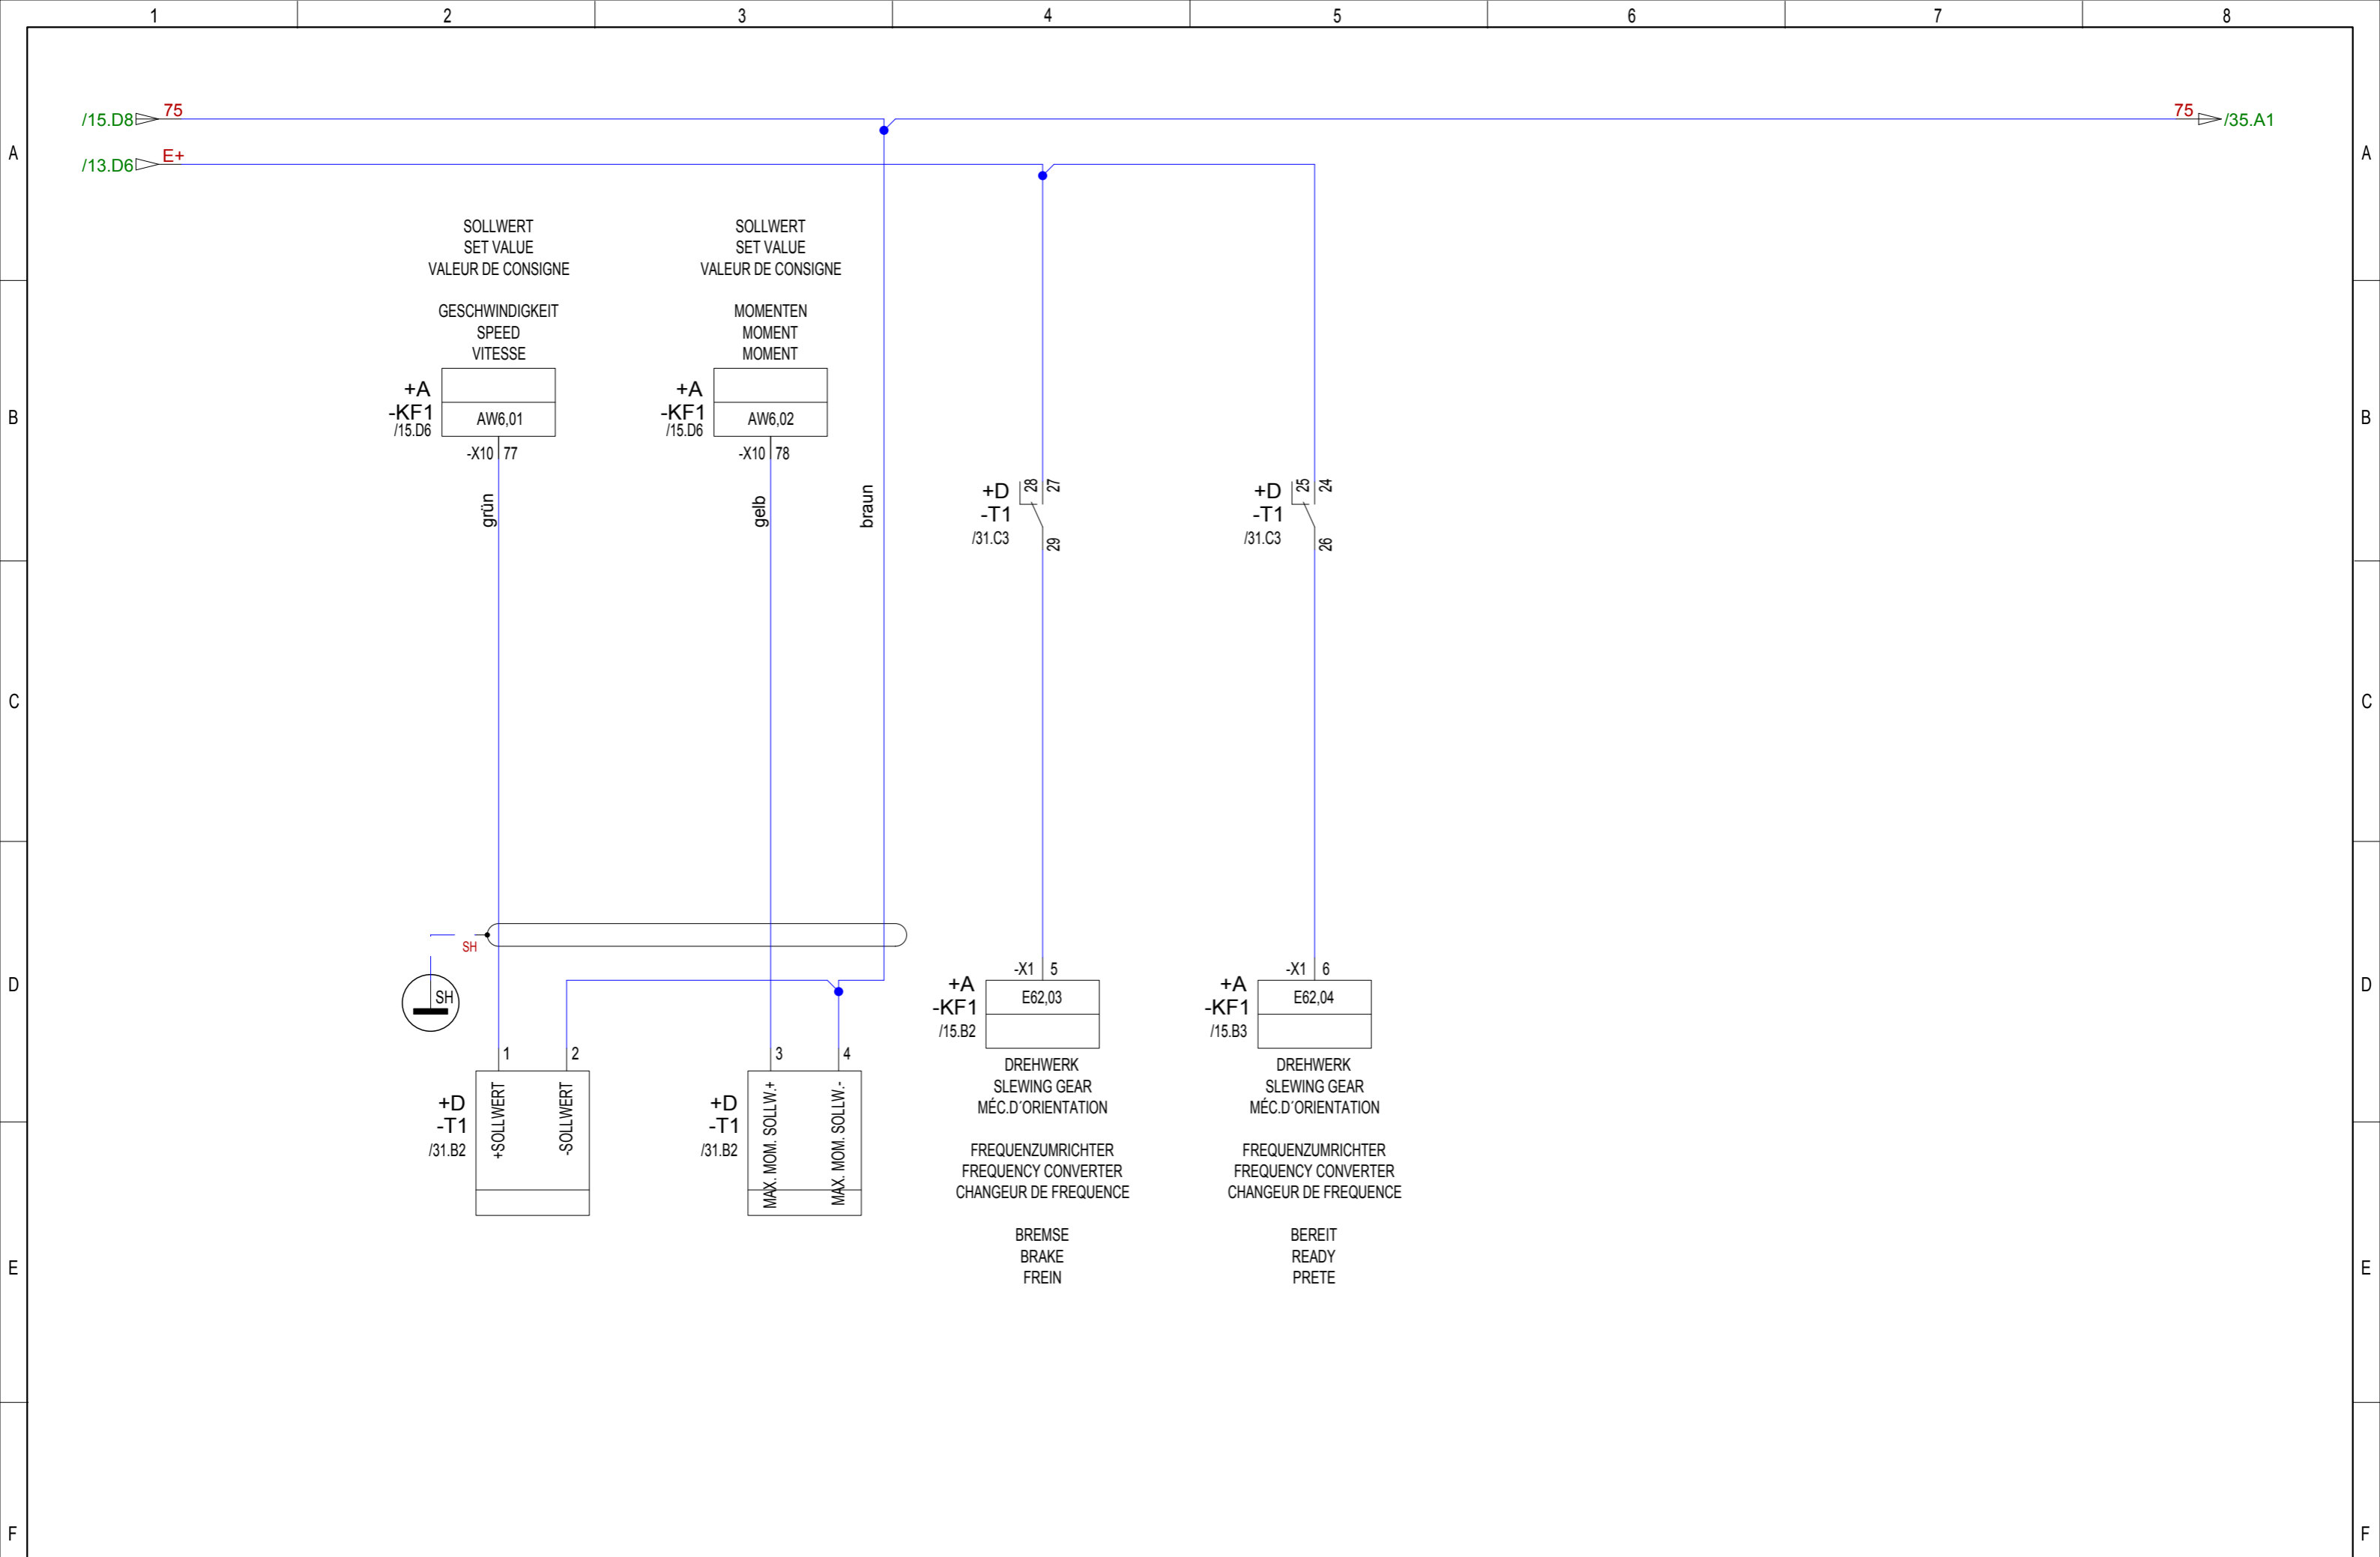 1 2 3 4 5 6 7 8
/15.D8 75
75 /35.A1
A A
/13.D6 E+
SOLLWERT
SET VALUE
VALEUR DE CONSIGNE
GESCHWINDIGKEIT
SPEED
VITESSE
SOLLWERT
SET VALUE
VALEUR DE CONSIGNE
MOMENTEN
MOMENT
MOMENT
B B
+A
-KF1
/15.D6
AW6,01
-X10 77
grün
+A
-KF1
/15.D6
AW6,02
-X10 78
gelb
braun
+D
-T1
/31.C3
28 27
29
+D
-T1
/31.C3
25 24
26
C C
SH
SH
D D
1 2
+D
-T1
/31.B2
+SOLLWERT
-SOLLWERT
3 4
+D
-T1
/31.B2
MAX. MOM. SOLLW.+
MAX. MOM. SOLLW.-
-X1 5
+A
-KF1
/15.B2
E62,03
DREHWERK
SLEWING GEAR
MÉC.D´ORIENTATION
FREQUENZUMRICHTER
FREQUENCY CONVERTER
CHANGEUR DE FREQUENCE
BREMSE
BRAKE
FREIN
-X1 6
+A
-KF1
/15.B3
E62,04
DREHWERK
SLEWING GEAR
MÉC.D´ORIENTATION
FREQUENZUMRICHTER
FREQUENCY CONVERTER
CHANGEUR DE FREQUENCE
BEREIT
READY
PRETE
E E
F F